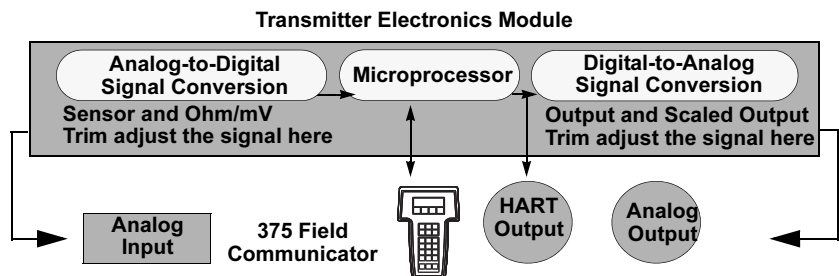 Transmitter Electronics Module
Analog-to-Digital
Signal Conversion
Microprocessor
Digital-to-Analog
Signal Conversion
Sensor and Ohm/mV
Trim adjust the signal here
Output and Scaled Output
Trim adjust the signal here
Analog
Input
375 Field
Communicator
HART
Output
Analog
Output